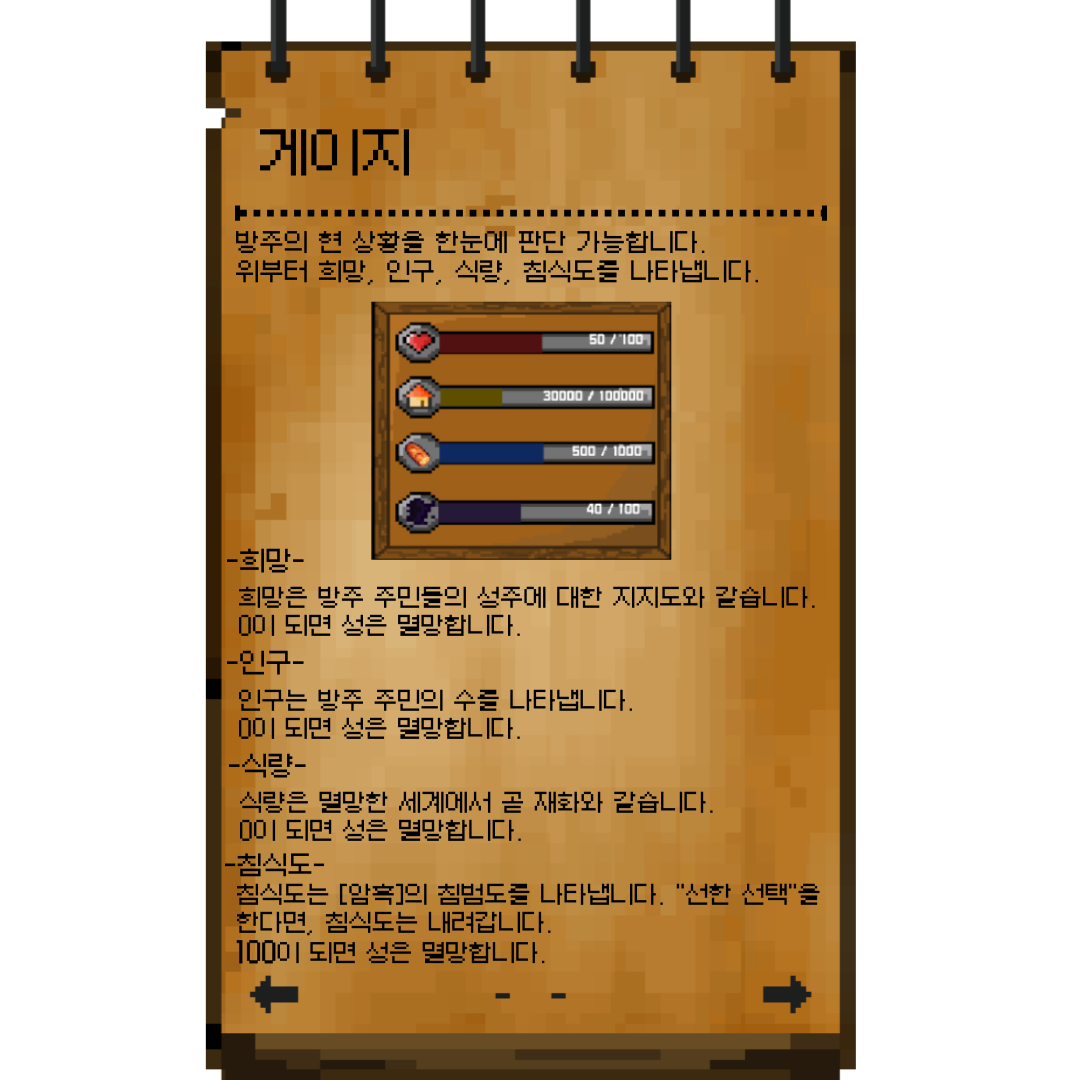 게이지
방주의 현 상황을 한눈에 판단 가능합니다.
위부터 희망, 인구, 식량, 침식도를 나타냅니다.
50 / 100
30000 / 100000
500 / 1000
40 / 100
-희망-
희망은 방주 주민들의 성주에 대한 지지도와 같습니다.
0이 되면 성은 멸망합니다.
-인구-
인구는 방주 주민의 수를 나타냅니다.
0이 되면 성은 멸망합니다.
-식량-
식량은 멸망한 세계에서 곧 재화와 같습니다.
0이 되면 성은 멸망합니다.
-침식도-
침식도는 [암흑]의 침범도를 나타냅니다. "선한 선택"을
한다면, 침식도는 내려갑니다.
100이 되면 성은 멸망합니다.
- -